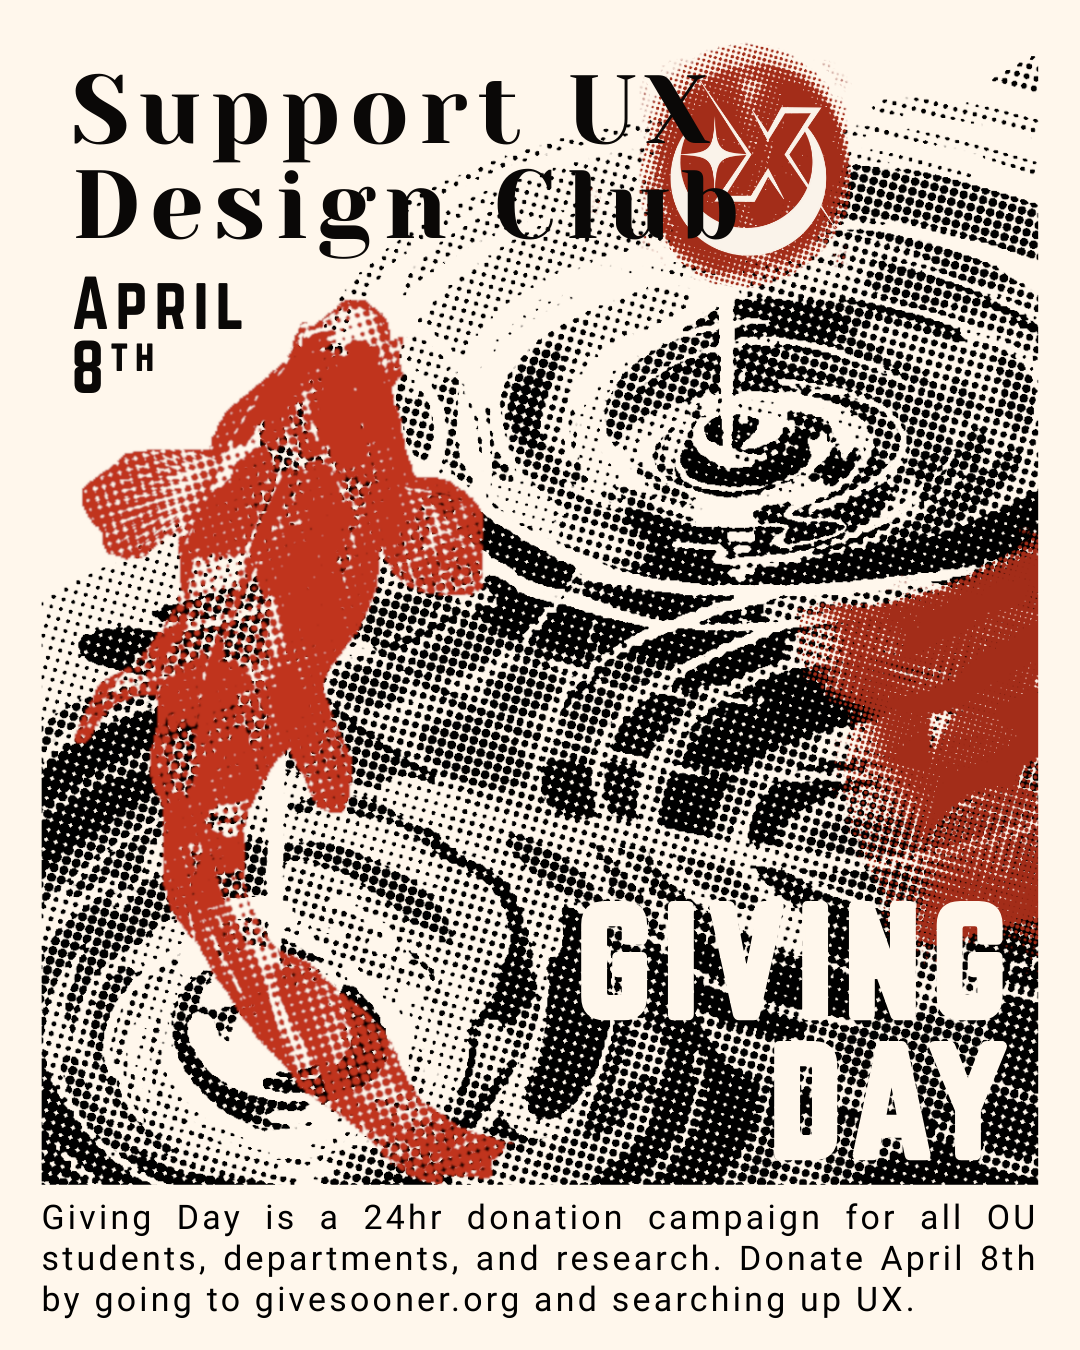 Support UX
Design Club
APRIL
8TH
UX
GIVING
DAY
Giving Day is a 24hr donation campaign for all OU
students, departments, and research. Donate April 8th
by going to givesooner.org and searching up UX.